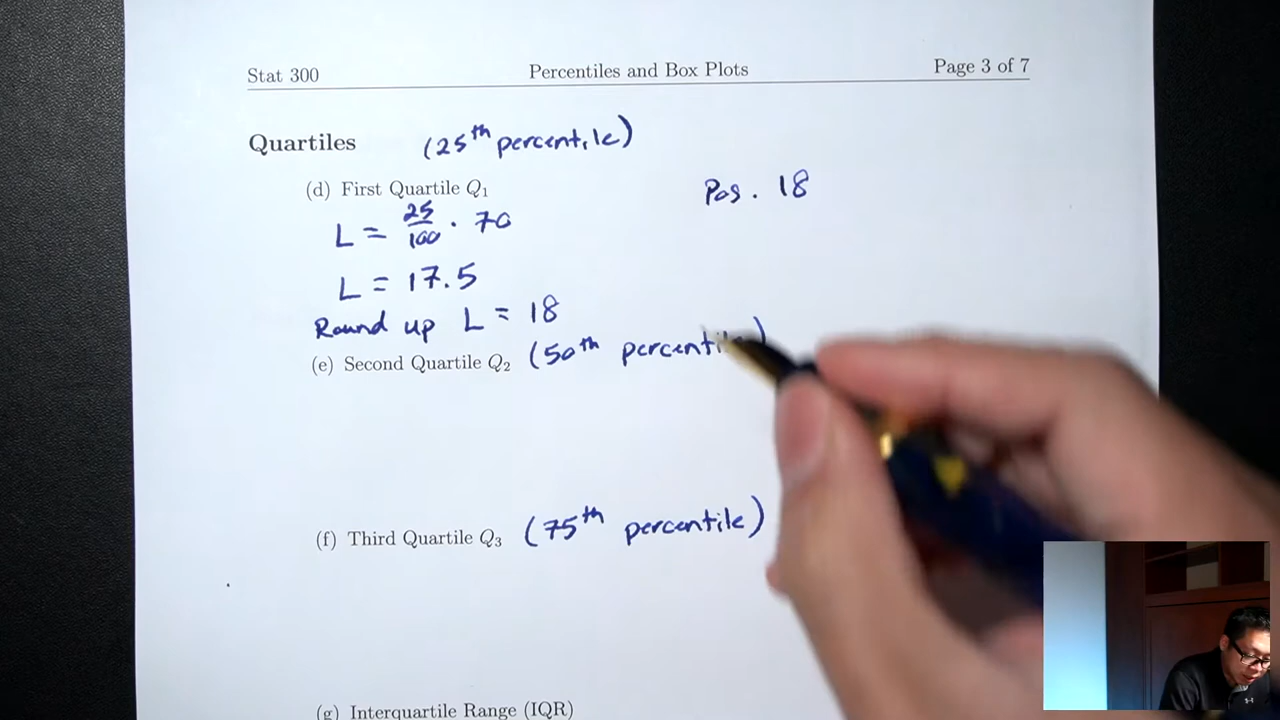 Stat 300 Percentiles and Box Plots Page 3 of 7
Quartiles (25th percentile)
(d) First Quartile Q1 Pos. 18
L = 25/100 · 70
L = 17.5
Round up L = 18
(e) Second Quartile Q2 (50th
(f) Third Quartile Q3 (75th percentile)
(g) Interquartile Range (IQR)